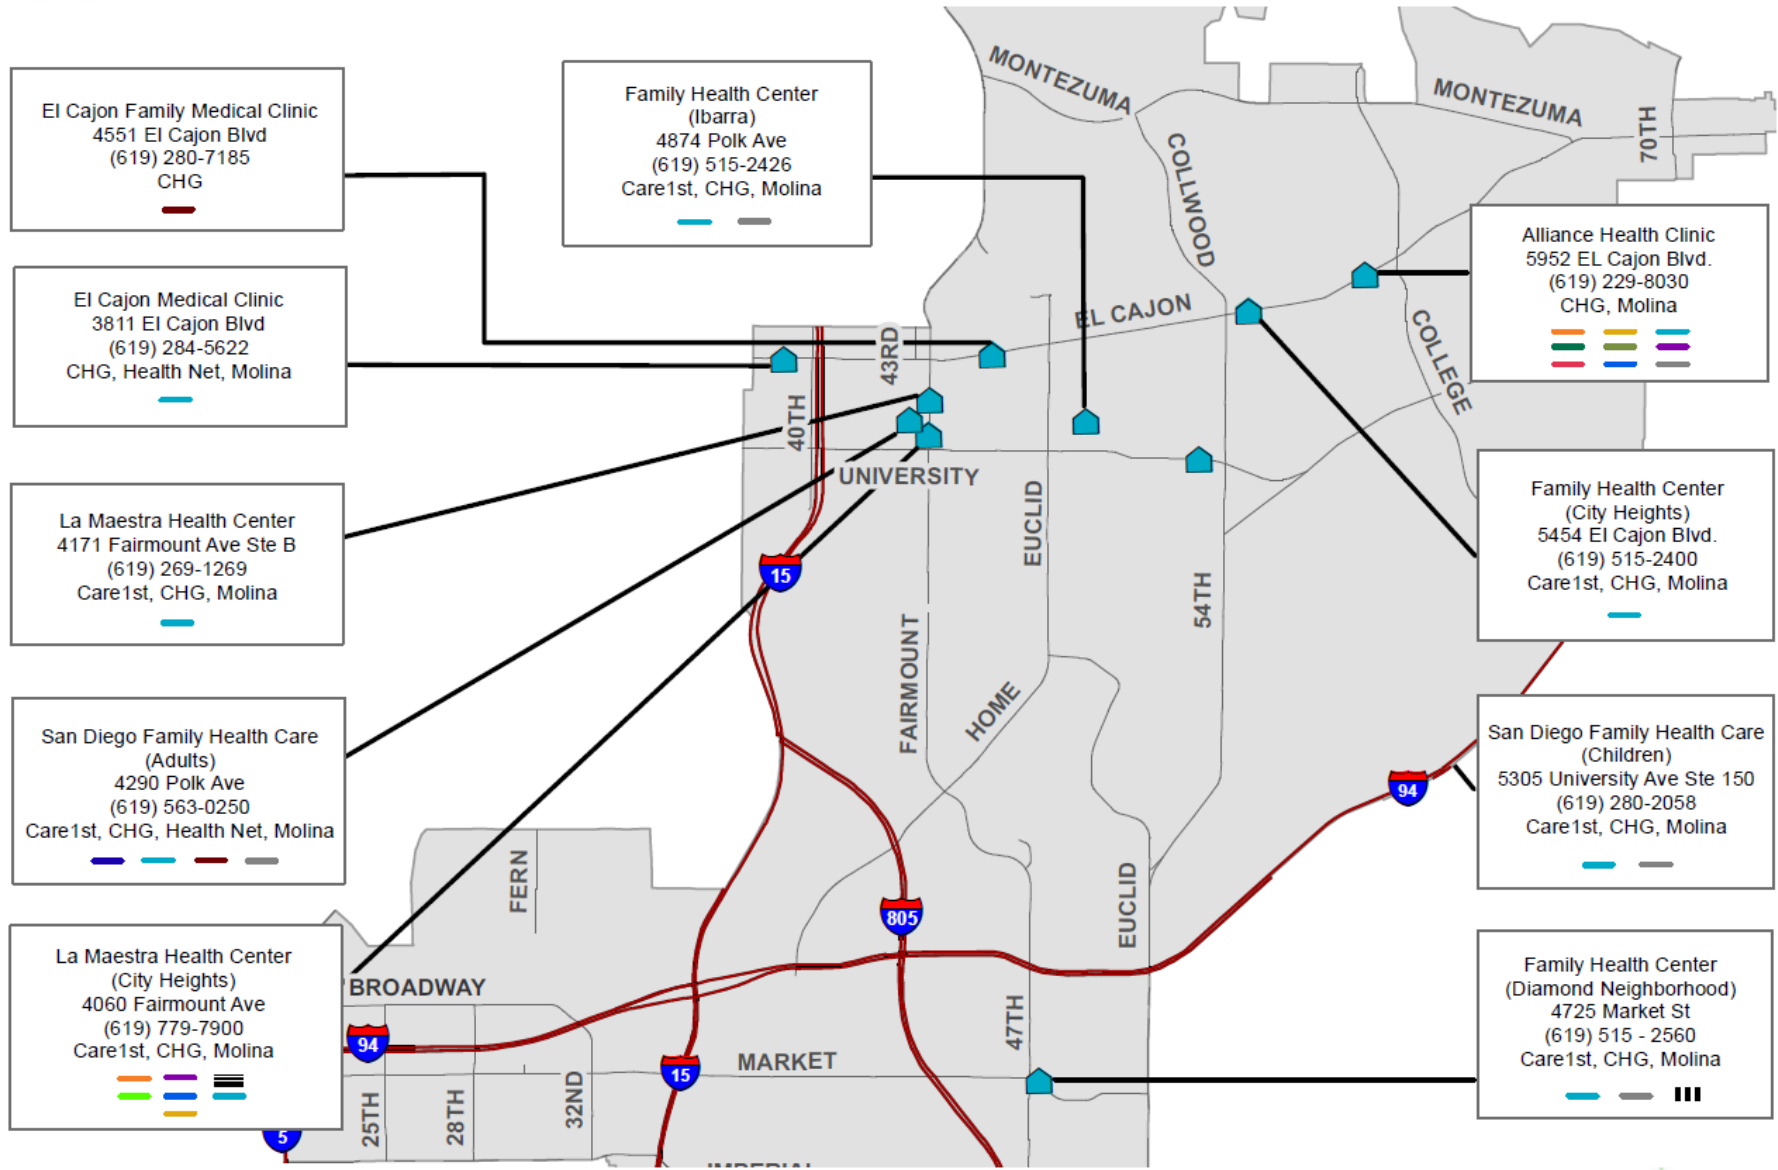 El Cajon Family Medical Clinic
4551 El Cajon Blvd
(619) 280-7185
CHG
Family Health Center
(Ibarra)
4874 Polk Ave
(619) 515-2426
Care1st, CHG, Molina
Alliance Health Clinic
5952 EL Cajon Blvd.
(619) 229-8030
CHG, Molina
El Cajon Medical Clinic
3811 El Cajon Blvd
(619) 284-5622
CHG, Health Net, Molina
La Maestra Health Center
4171 Fairmount Ave Ste B
(619) 269-1269
Care1st, CHG, Molina
Family Health Center
(City Heights)
5454 El Cajon Blvd.
(619) 515-2400
Care1st, CHG, Molina
San Diego Family Health Care
(Adults)
4290 Polk Ave
(619) 563-0250
Care1st, CHG, Health Net, Molina
San Diego Family Health Care
(Children)
5305 University Ave Ste 150
(619) 280-2058
Care1st, CHG, Molina
La Maestra Health Center
(City Heights)
4060 Fairmount Ave
(619) 779-7900
Care1st, CHG, Molina
Family Health Center
(Diamond Neighborhood)
4725 Market St
(619) 515 - 2560
Care1st, CHG, Molina
MONTEZUMA
MONTEZUMA
70TH
COLLWOOD
EL CAJON
COLLEGE
43RD
40TH
UNIVERSITY
EUCLID
54TH
15
FAIRMOUNT
HOME
94
FERN
805
EUCLID
BROADWAY
94
47TH
MARKET
15
25TH
28TH
32ND
5
IMPERIAL